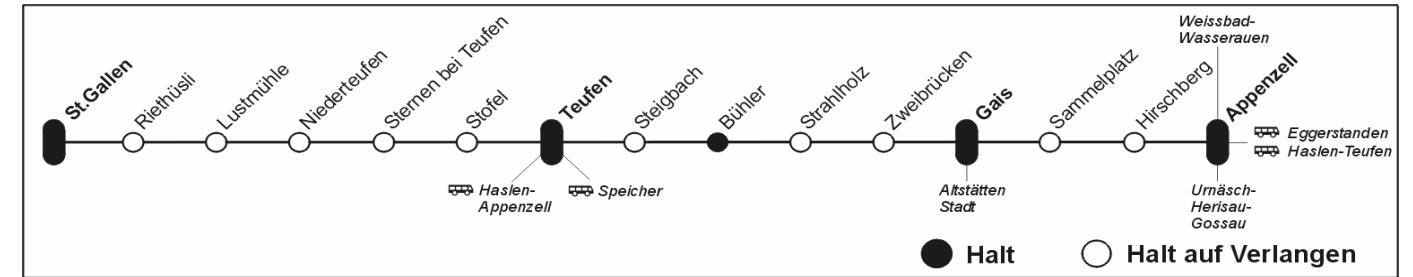 St.Gallen
Riethüsli
Lustmühle
Niederteufen
Sternen bei Teufen
Stofel
Teufen
Steigbach
Bühler
Strahlholz
Zweibrücken
Gais
Sammelplatz
Hirschberg
Appenzell
Weissbad-
Wasserauen
Eggerstanden
Haslen-Teufen
Haslen-
Appenzell
Speicher
Altstätten
Stadt
Urnäsch-
Herisau-
Gossau
Halt
Halt auf Verlangen